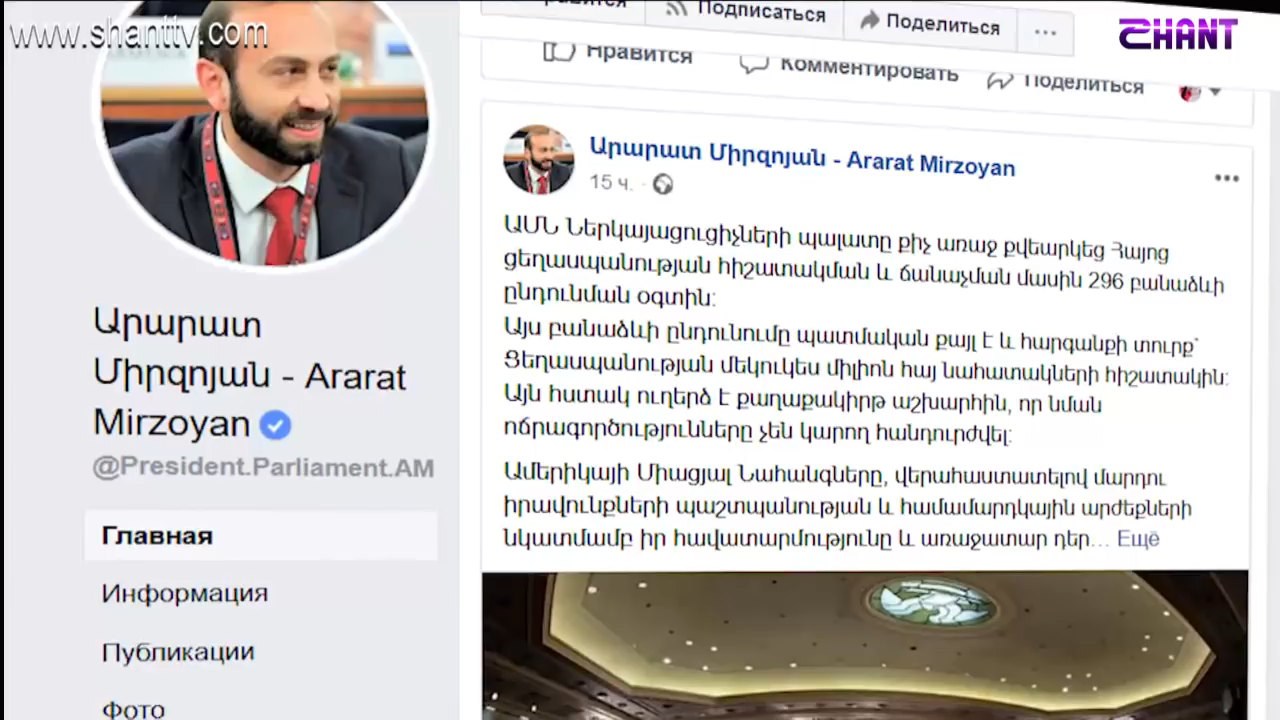 www.shanttv.com
SHANT
Нравится
Подписаться
Поделиться
...
Нравится
Комментировать
Поделиться
Արարատ Միրզոյան - Ararat Mirzoyan
15 ч. ·
ԱՄՆ Ներկայացուցիչների պալատը քիչ առաջ քվեարկեց Հայոց
ցեղասպանության հիշատակման և ճանաչման մասին 296 բանաձևի
ընդունման օգտին:
Այս բանաձևի ընդունումը պատմական քայլ է և հարգանքի տուրք՝
Ցեղասպանության մեկուկես միլիոն հայ նահատակների հիշատակին:
Այն հստակ ուղերձ է քաղաքակիրթ աշխարհին, որ նման
ոճրագործությունները չեն կարող հանդուրժվել:
Ամերիկայի Միացյալ Նահանգները, վերահաստատելով մարդու
իրավունքների պաշտպանության և համամարդկային արժեքների
նկատմամբ իր հավատարմությունը և առաջատար դեր... Ещё
Արարատ
Միրզոյան - Ararat
Mirzoyan
@President.Parliament.AM
Главная
Информация
Публикации
Фото